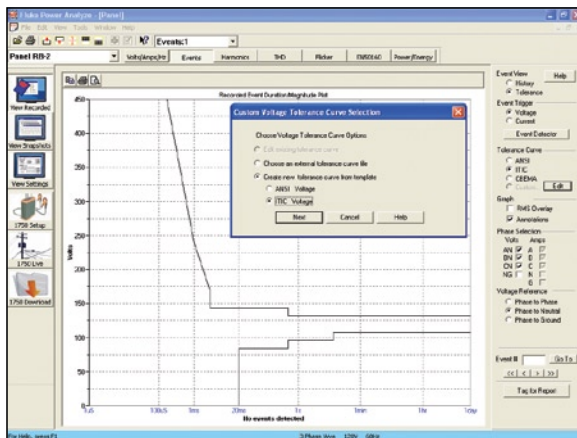 Fluke Power Analyze - [Panel]
File Edit View Tools Window Help
Events:1
Panel RB-2
Volts/Amps/Hz Events Harmonics THD Flicker EN50160 Power/Energy
View Recorded
View Snapshots
View Settings
1750 Setup
1750 Live
1750 Download
Recorded Event Duration/Magnitude Plot
Volts
450
400
350
300
250
200
150
100
50
0
1uS 100uS 1ms 20ms 1s 1min 1hr 1day
No events detected
Custom Voltage Tolerance Curve Selection
Choose Voltage Tolerance Curve Options
Edit existing tolerance curve
Choose an external tolerance curve file
Create new tolerance curve from template
ANSI Voltage
ITIC Voltage
Next Cancel Help
Event View Help
History
Tolerance
Event Trigger
Voltage
Current
Event Detector
Tolerance Curve
ANSI
ITIC
CBEMA
Custom Edit
Graph
RMS Overlay
Annotations
Phase Selection
Volts Amps
AN A
BN B
CN C
NG N
G
Voltage Reference
Phase to Phase
Phase to Neutral
Phase to Ground
Event # Go To
<< < > >>
Tag for Report
For Help, press F1
3 Phase Wye 120v 60Hz